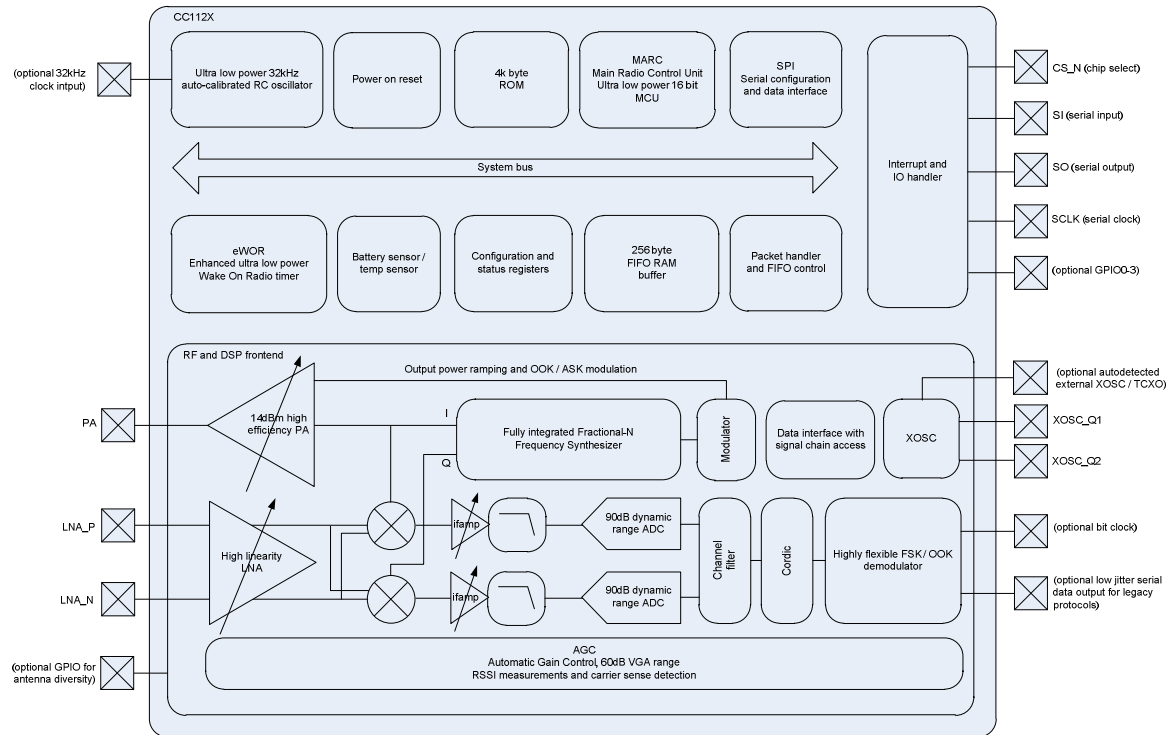 CC112X
(optional 32kHz
clock intput)
Ultra low power 32kHz
auto-calibrated RC oscillator
Power on reset
4k byte
ROM
MARC
Main Radio Control Unit
Ultra low power 16 bit
MCU
SPI
Serial configuration
and data interface
Interrupt and
IO handler
CS_N (chip select)
SI (serial input)
SO (serial output)
SCLK (serial clock)
(optional GPIO0-3)
System bus
eWOR
Enhanced ultra low power
Wake On Radio timer
Battery sensor /
temp sensor
Configuration and
status registers
256 byte
FIFO RAM
buffer
Packet handler
and FIFO control
RF and DSP frontend
Output power ramping and OOK / ASK modulation
(optional autodetected
external XOSC / TCXO)
PA
14dBm high
efficiency PA
I
Q
Fully integrated Fractional-N
Frequency Synthesizer
Modulator
Data interface with
signal chain access
XOSC
XOSC_Q1
XOSC_Q2
LNA_P
LNA_N
High linearity
LNA
ifamp
90dB dynamic
range ADC
ifamp
90dB dynamic
range ADC
Channel
filter
Cordic
Highly flexible FSK / OOK
demodulator
(optional bit clock)
(optional low jitter serial
data output for legacy
protocols)
(optional GPIO for
antenna diversity)
AGC
Automatic Gain Control, 60dB VGA range
RSSI measurements and carrier sense detection